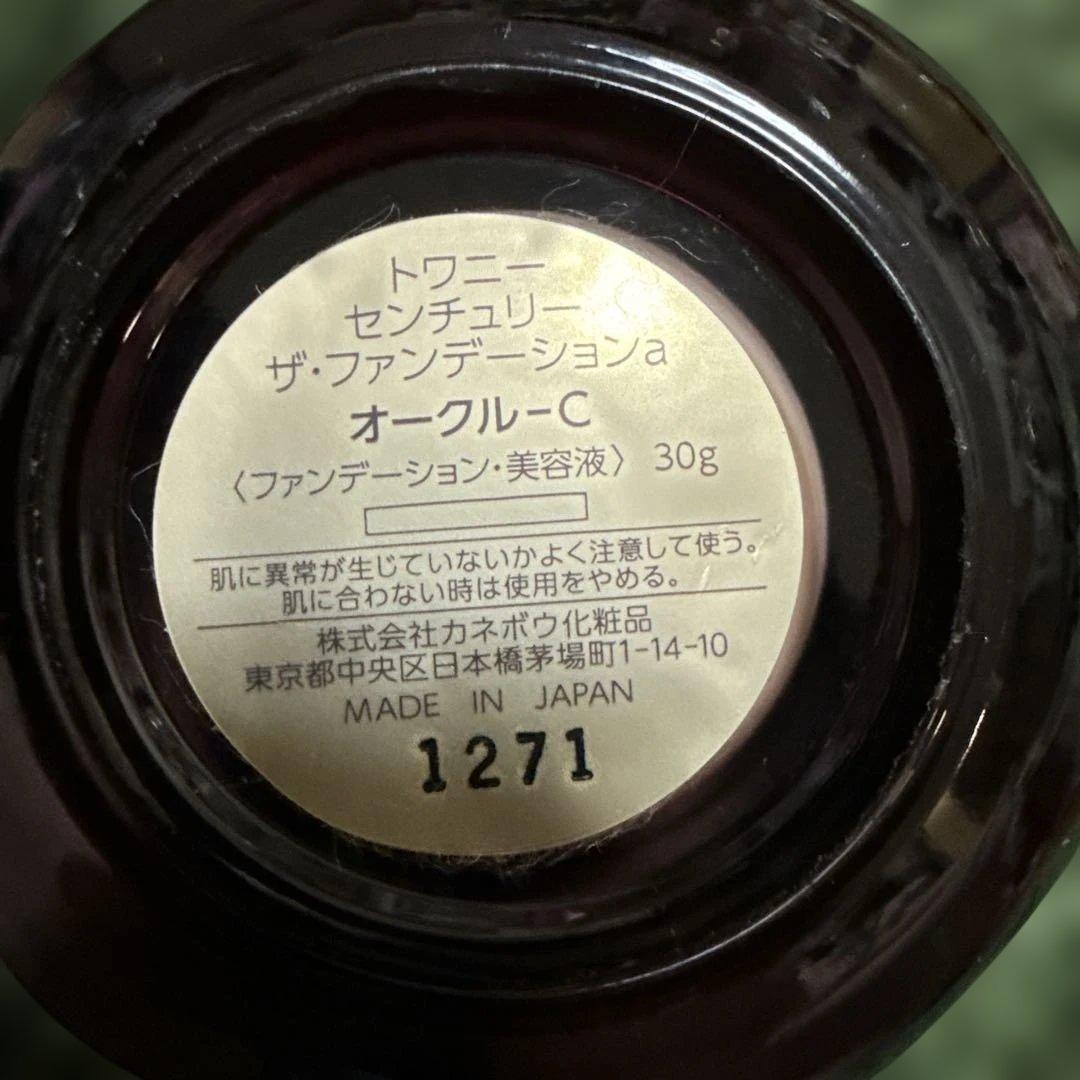 トワニー
センチュリー
ザ・ファンデーションa
オークル-C
〈ファンデーション・美容液〉 30g
肌に異常が生じていないかよく注意して使う。
肌に合わない時は使用をやめる。
株式会社カネボウ化粧品
東京都中央区日本橋茅場町1-14-10
MADE IN JAPAN
1271